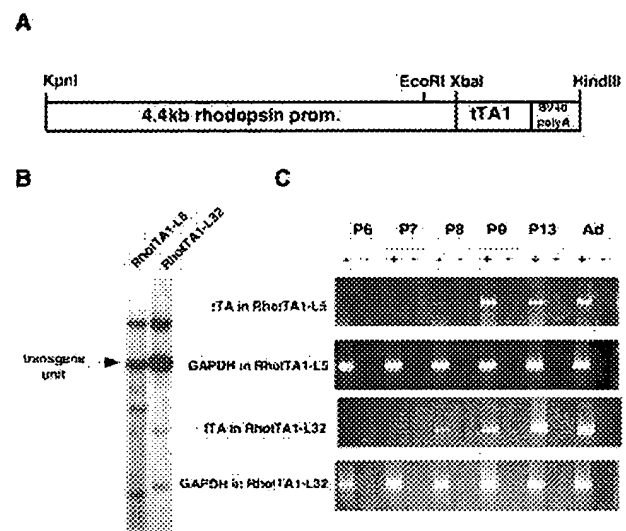 A
KpnI
EcoRI XbaI
HindIII
4.4kb rhodopsin prom.
tTA1
SV40
polyA
B
RhotTA1-L5
RhotTA1-L32
transgene
unit
C
P6 P7 P8 P9 P13 Ad
+ - + - + - + - + - + -
tTA in RhotTA1-L5
GAPDH in RhotTA1-L5
tTA in RhotTA1-L32
GAPDH in RhotTA1-L32